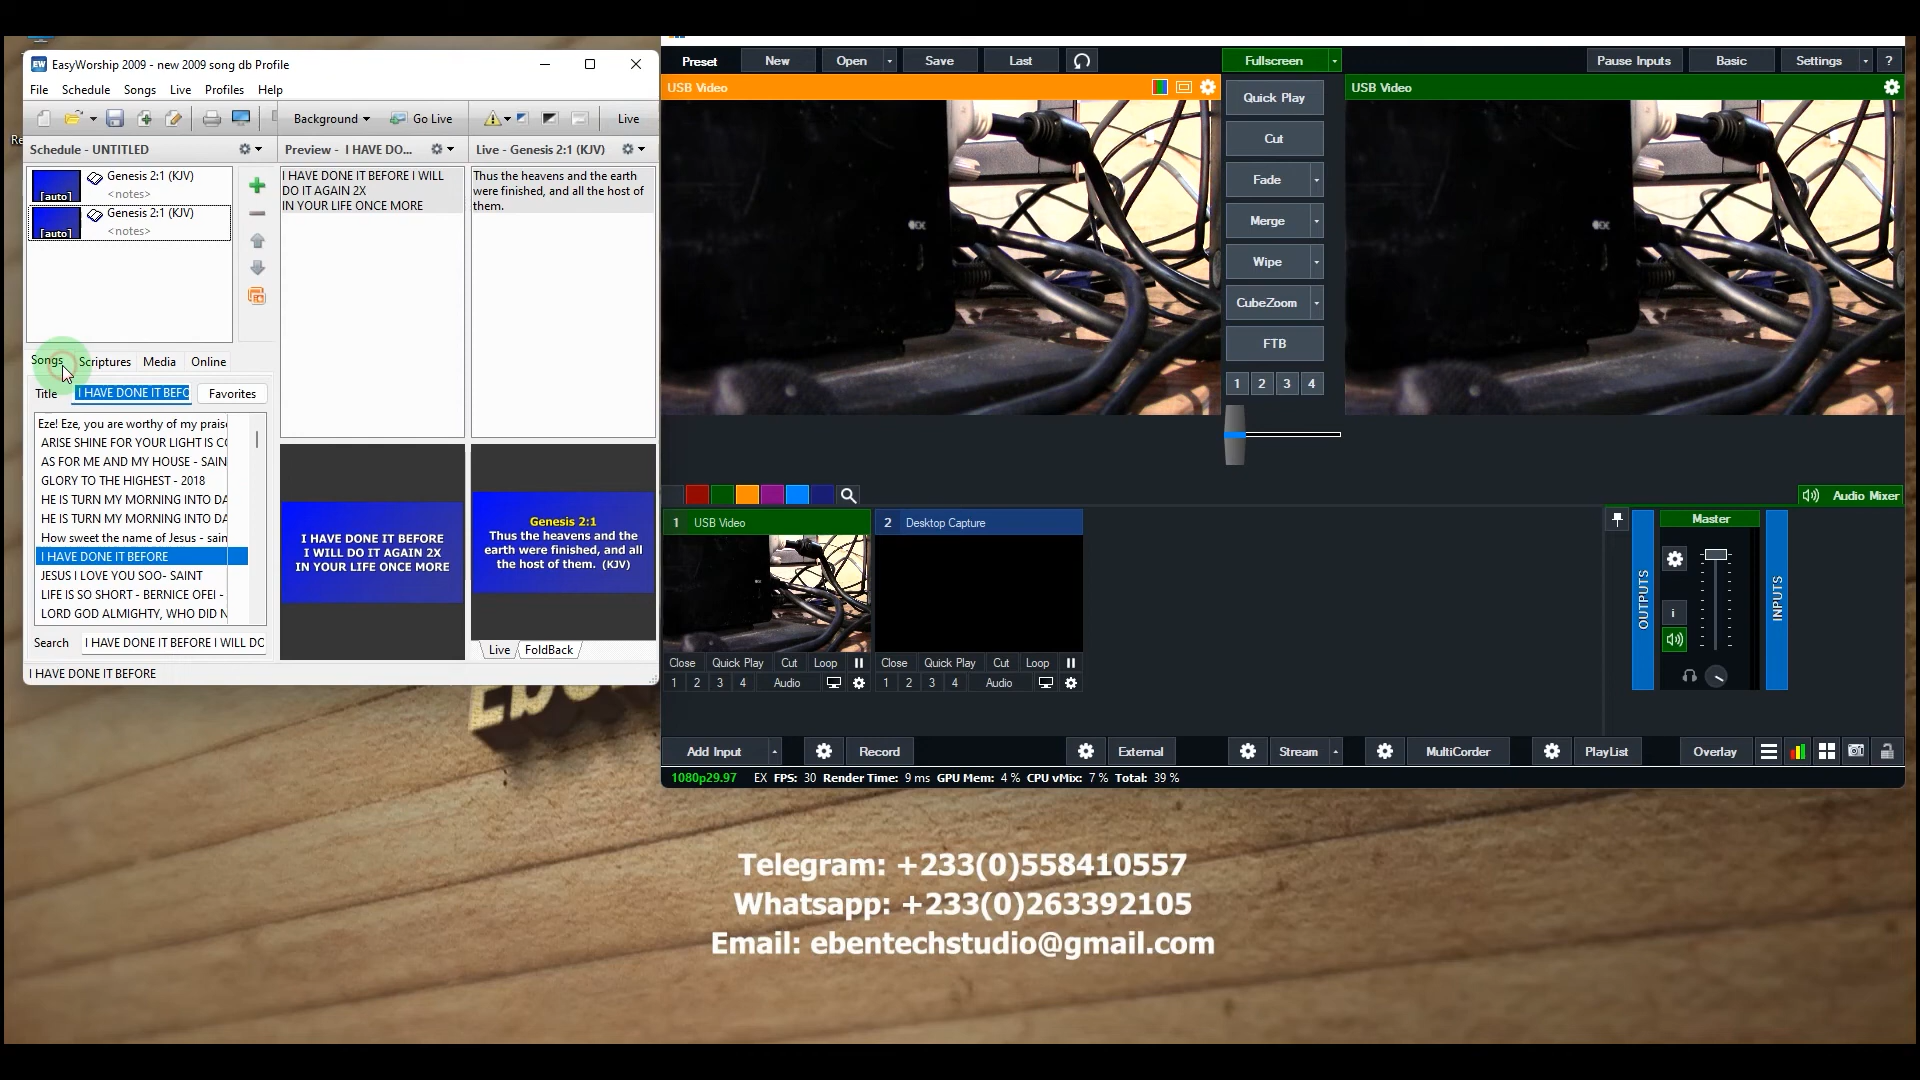 EW EasyWorship 2009 - new 2009 song db Profile
File Schedule Songs Live Profiles Help
Background Go Live Live
Schedule - UNTITLED
Preview - I HAVE DO...
Live - Genesis 2:1 (KJV)
[auto] Genesis 2:1 (KJV)
<notes>
[auto] Genesis 2:1 (KJV)
<notes>
I HAVE DONE IT BEFORE I WILL
DO IT AGAIN 2X
IN YOUR LIFE ONCE MORE
Thus the heavens and the earth
were finished, and all the host of
them.
Songs Scriptures Media Online
Title I HAVE DONE IT BEFO Favorites
Eze! Eze, you are worthy of my praise
ARISE SHINE FOR YOUR LIGHT IS CO
AS FOR ME AND MY HOUSE - SAIN
GLORY TO THE HIGHEST - 2018
HE IS TURN MY MORNING INTO DA
HE IS TURN MY MORNING INTO DA
How sweet the name of Jesus - sain
I HAVE DONE IT BEFORE
JESUS I LOVE YOU SOO- SAINT
LIFE IS SO SHORT - BERNICE OFEI -
LORD GOD ALMIGHTY, WHO DID N
Search I HAVE DONE IT BEFORE I WILL DO
I HAVE DONE IT BEFORE
I HAVE DONE IT BEFORE
I WILL DO IT AGAIN 2X
IN YOUR LIFE ONCE MORE
Genesis 2:1
Thus the heavens and the
earth were finished, and all
the host of them. (KJV)
Live FoldBack
Preset New Open Save Last Fullscreen Pause Inputs Basic Settings ?
USB Video
USB Video
Quick Play
Cut
Fade
Merge
Wipe
CubeZoom
FTB
1 2 3 4
Audio Mixer
1 USB Video
2 Desktop Capture
Close Quick Play Cut Loop
1 2 3 4 Audio
Close Quick Play Cut Loop
1 2 3 4 Audio
OUTPUTS
Master
i
INPUTS
Add Input Record External Stream MultiCorder PlayList Overlay
1080p29.97 EX FPS: 30 Render Time: 9 ms GPU Mem: 4 % CPU vMix: 7 % Total: 39 %
Telegram: +233(0)558410557
Whatsapp: +233(0)263392105
Email: ebentechstudio@gmail.com